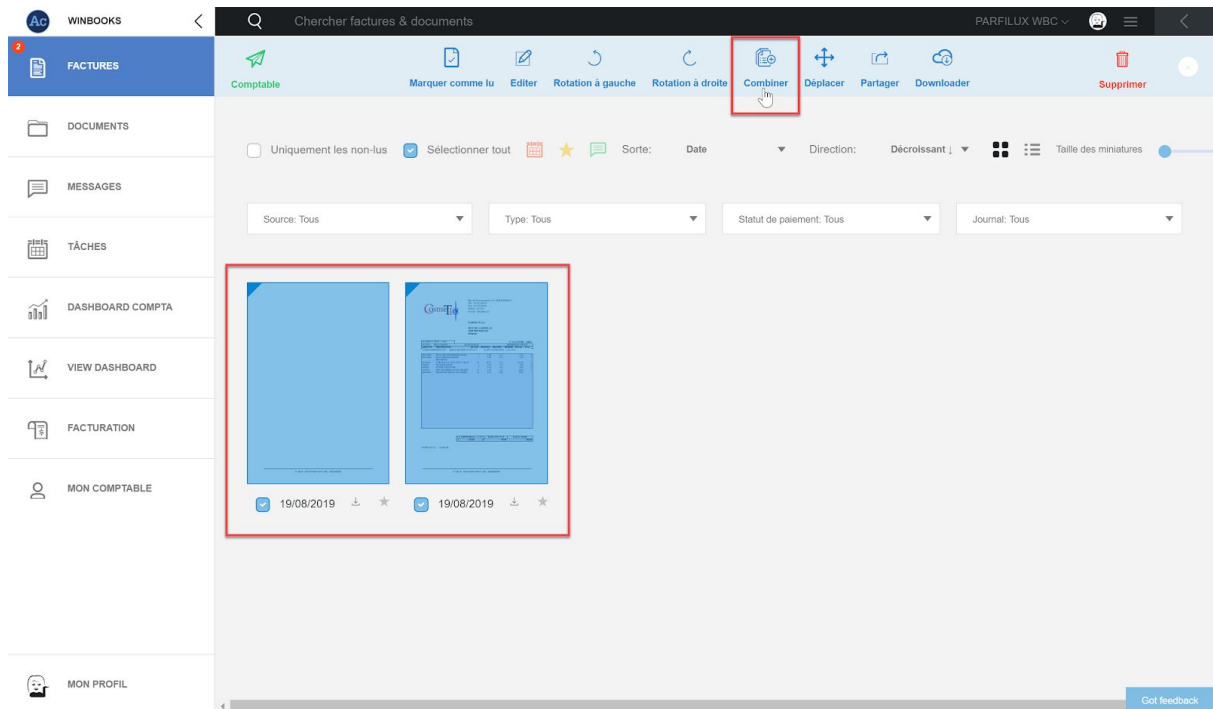 Ac WINBOOKS
Chercher factures & documents
PARFILUX WBC
2
FACTURES
DOCUMENTS
MESSAGES
TÂCHES
DASHBOARD COMPTA
VIEW DASHBOARD
FACTURATION
MON COMPTABLE
MON PROFIL
Comptable
Marquer comme lu Editer Rotation à gauche Rotation à droite Combiner Déplacer Partager Downloader Supprimer
Uniquement les non-lus Sélectionner tout Sorte: Date Direction: Décroissant ↓ Taille des miniatures
Source: Tous Type: Tous Statut de paiement: Tous Journal: Tous
19/08/2019 19/08/2019
Got feedback